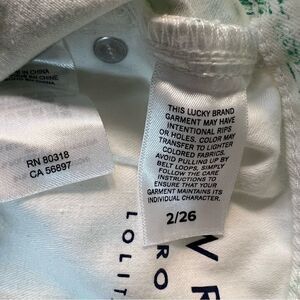 IN CHINA
RN 80318
CA 56897
THIS LUCKY BRAND
GARMENT MAY HAVE
INTENTIONAL RIPS
OR HOLES. COLOR MAY
TRANSFER TO LIGHTER
COLORED FABRICS.
AVOID PULLING UP BY
BELT LOOPS, SIMPLY
FOLLOW THE CARE
INSTRUCTIONS TO
ENSURE THAT YOUR
GARMENT MAINTAINS ITS
INDIVIDUAL CHARACTER.
2/26
RO
LOLIT